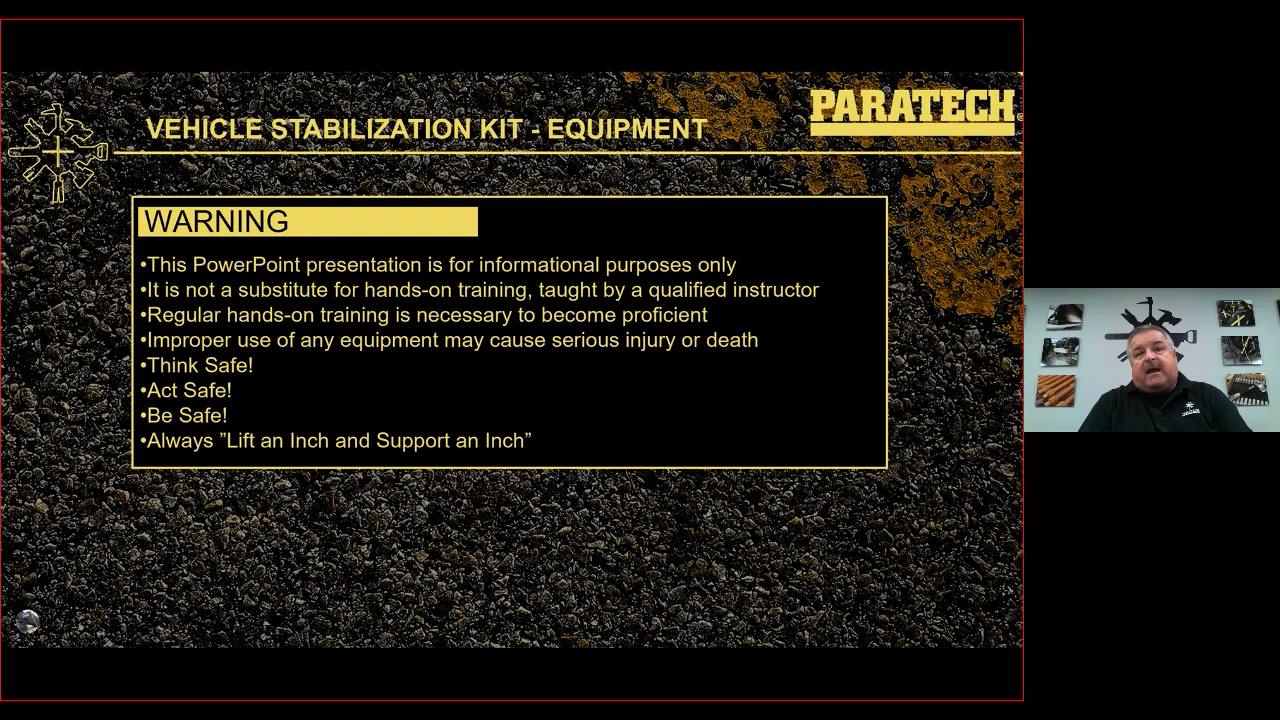 PARATECH
VEHICLE STABILIZATION KIT - EQUIPMENT
WARNING
•This PowerPoint presentation is for informational purposes only
•It is not a substitute for hands-on training, taught by a qualified instructor
•Regular hands-on training is necessary to become proficient
•Improper use of any equipment may cause serious injury or death
•Think Safe!
•Act Safe!
•Be Safe!
•Always ”Lift an Inch and Support an Inch”